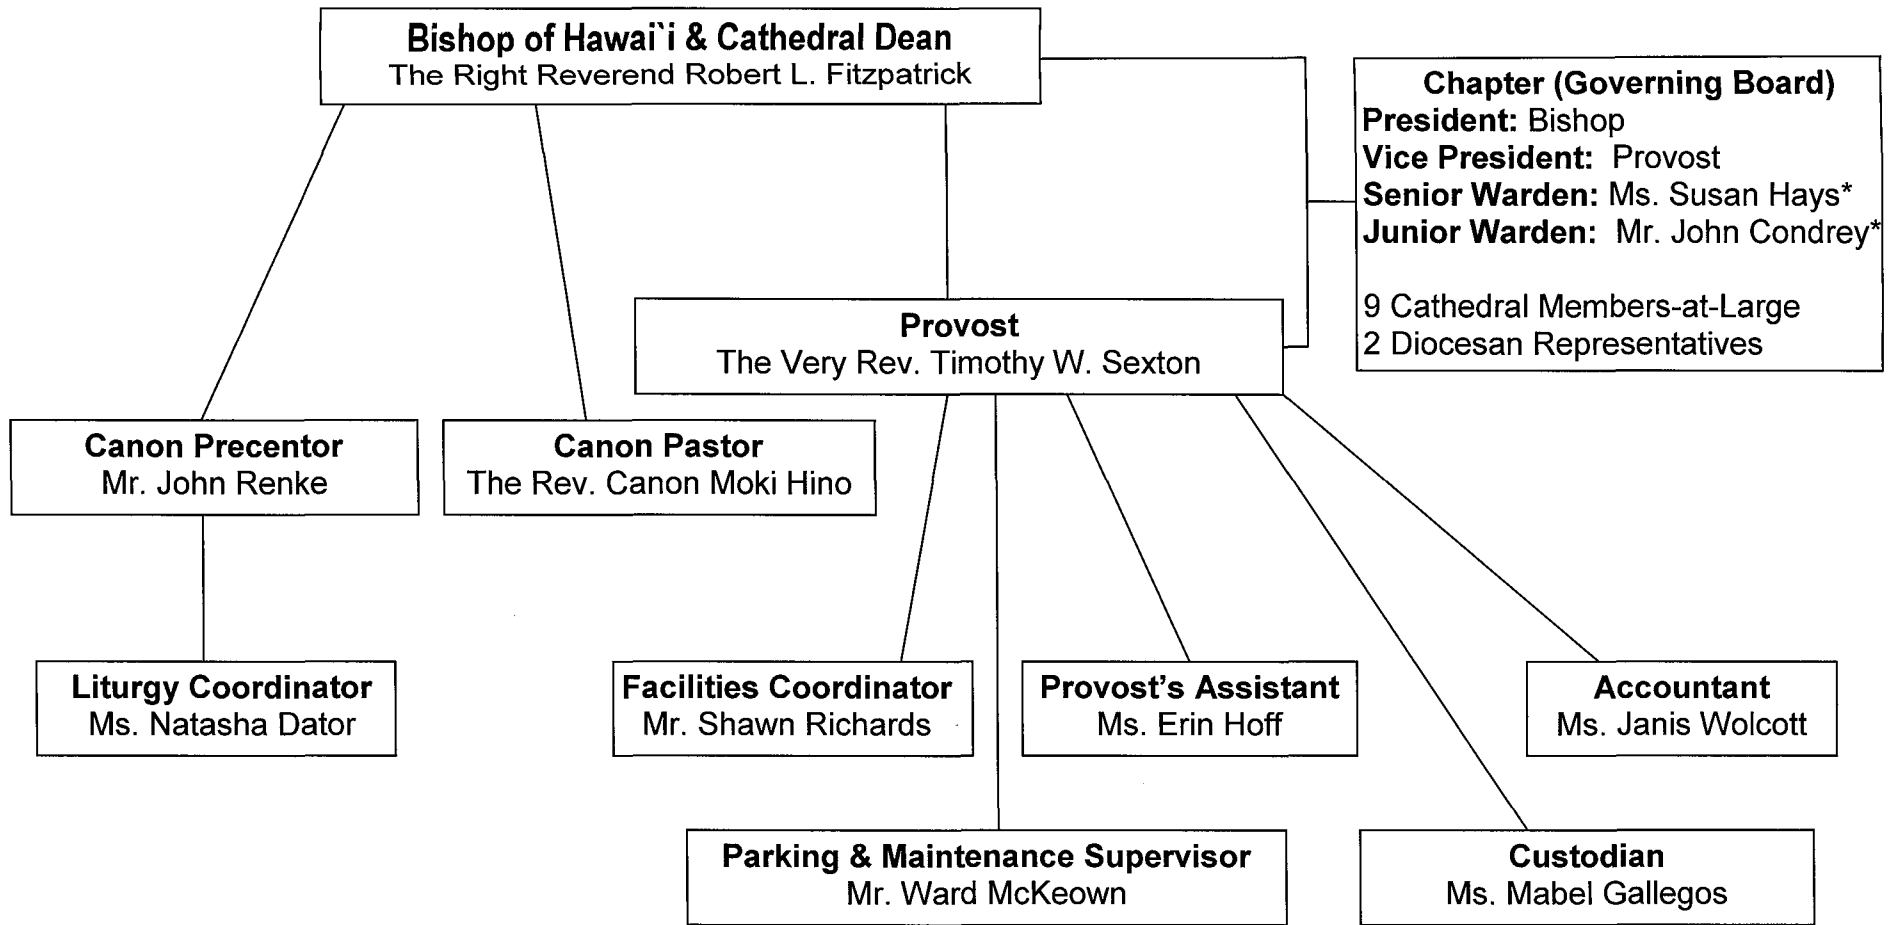 Bishop of Hawai`i & Cathedral Dean
The Right Reverend Robert L. Fitzpatrick
Chapter (Governing Board)
President: Bishop
Vice President: Provost
Senior Warden: Ms. Susan Hays*
Junior Warden: Mr. John Condrey*
9 Cathedral Members-at-Large
2 Diocesan Representatives
Provost
The Very Rev. Timothy W. Sexton
Canon Precentor
Mr. John Renke
Canon Pastor
The Rev. Canon Moki Hino
Liturgy Coordinator
Ms. Natasha Dator
Facilities Coordinator
Mr. Shawn Richards
Provost's Assistant
Ms. Erin Hoff
Accountant
Ms. Janis Wolcott
Parking & Maintenance Supervisor
Mr. Ward McKeown
Custodian
Ms. Mabel Gallegos